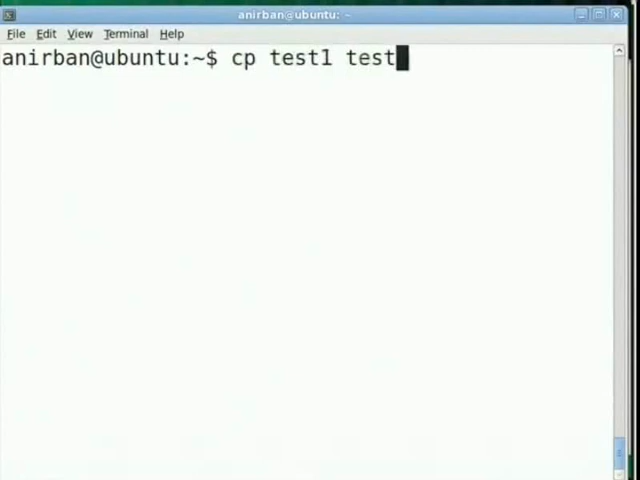 anirban@ubuntu: ~
File Edit View Terminal Help
anirban@ubuntu:~$ cp test1 test